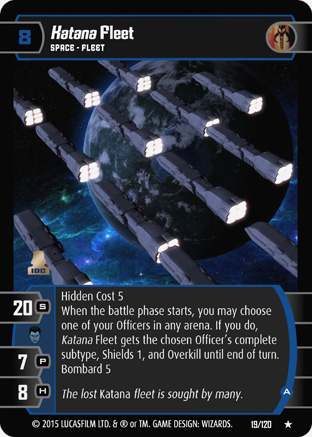 8
Katana Fleet
SPACE - FLEET
IDC
20 S
7 P
8 H
Hidden Cost 5
When the battle phase starts, you may choose
one of your Officers in any arena. If you do,
Katana Fleet gets the chosen Officer's complete
subtype, Shields 1, and Overkill until end of turn.
Bombard 5
The lost Katana fleet is sought by many.
A
© 2015 LUCASFILM LTD. & ® or TM. GAME DESIGN: WIZARDS.
19/120